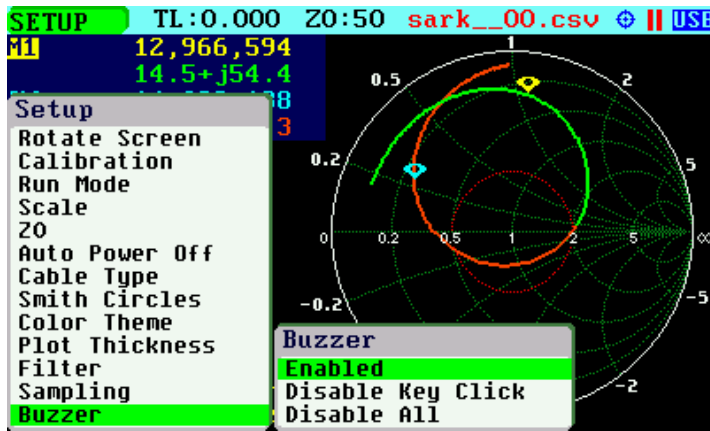 SETUP TL:0.000 Z0:50 sark__00.csv USB
M1 12,966,594
14.5+j54.4
8
3
Setup
Rotate Screen
Calibration
Run Mode
Scale
Z0
Auto Power Off
Cable Type
Smith Circles
Color Theme
Plot Thickness
Filter
Sampling
Buzzer
Buzzer
Enabled
Disable Key Click
Disable All
1
0.5
2
0.2
5
0 0.2 0.5 1 2 5 ∞
-0.2
-5
-2